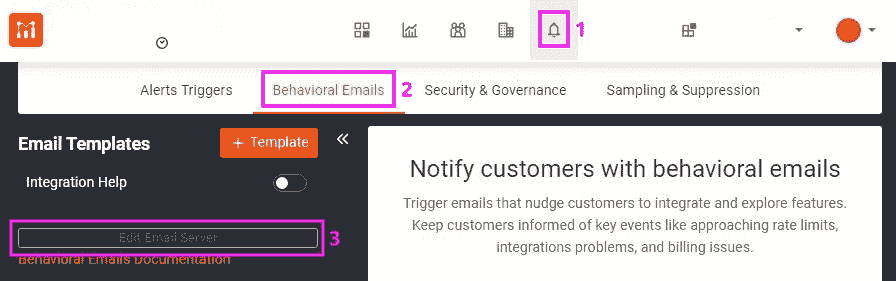 1
Alerts Triggers
Behavioral Emails
2
Security & Governance
Sampling & Suppression
Email Templates
+ Template
Integration Help
Edit Email Server
3
Behavioral Emails Documentation
Notify customers with behavioral emails
Trigger emails that nudge customers to integrate and explore features.
Keep customers informed of key events like approaching rate limits,
integrations problems, and billing issues.